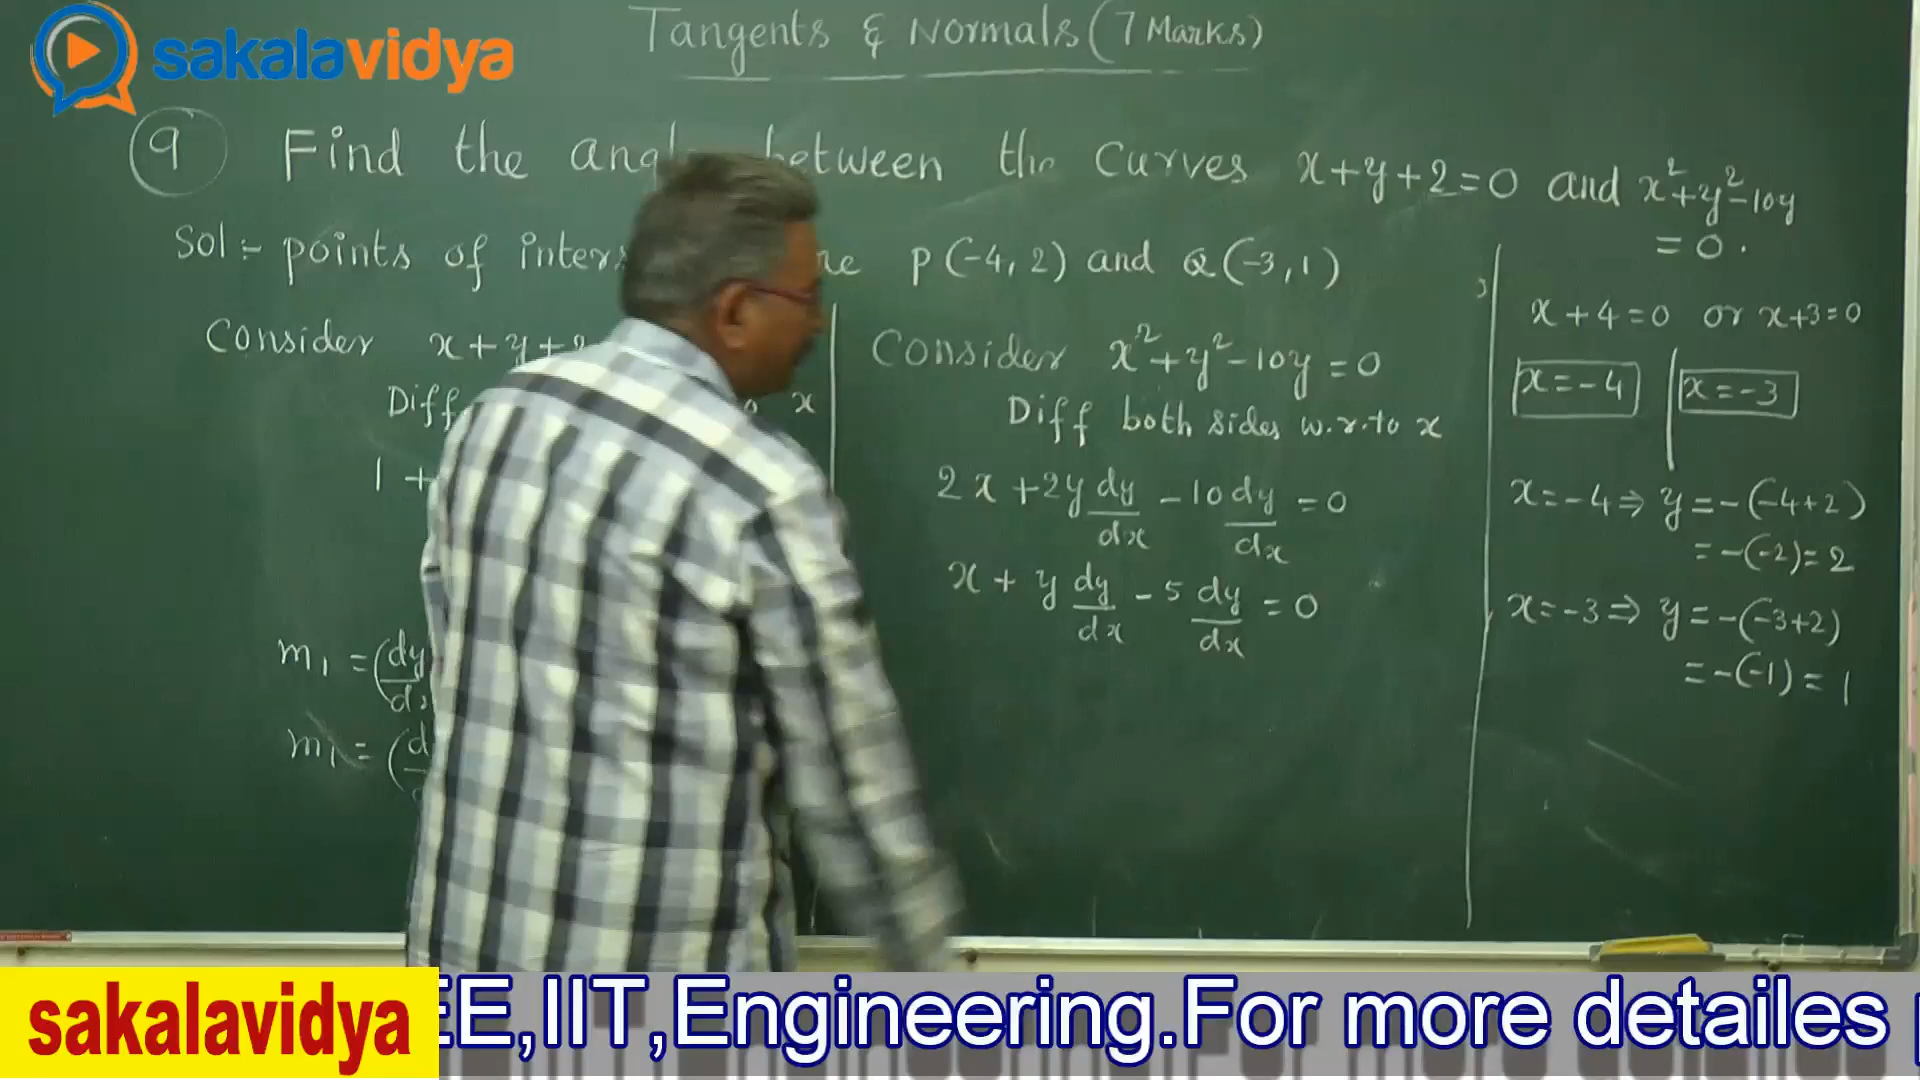 sakalavidya
Tangents & Normals (7 Marks)
9 Find the between the Curves x+y+2=0 and x²+y²-10y
= 0.
Sol:- points of P(-4,2) and Q(-3,1)
x+4=0 or x+3=0
Consider x+y+ Consider x²+y²-10y=0
x=-4 x=-3
Diff x Diff both sides w.r.to x
1 + 2x+2y dy/dx -10 dy/dx =0
x=-4⇒ y=-(-4+2)
=-(-2)=2
x + y dy/dx - 5 dy/dx = 0
x=-3⇒ y=-(-3+2)
=-(-1)=1
m1 =(dy
m1 =(d
sakalavidya EE,IIT,Engineering.For more detailes